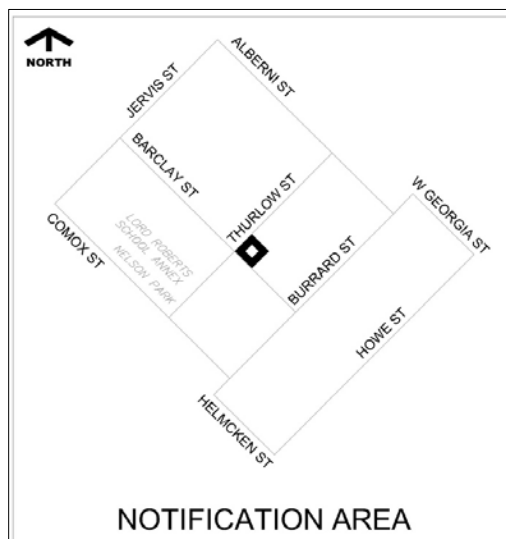 NORTH
JERVIS ST
ALBERNI ST
BARCLAY ST
THURLOW ST
W GEORGIA ST
COMOX ST
LORD ROBERTS
SCHOOL ANNEX
NELSON PARK
BURRARD ST
HOWE ST
HELMCKEN ST
NOTIFICATION AREA